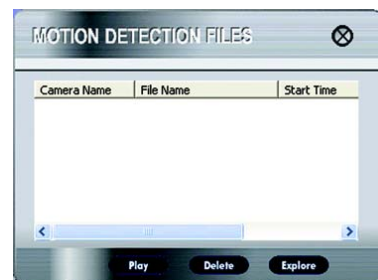 MOTION DETECTION FILES
Camera Name File Name Start Time
Play Delete Explore